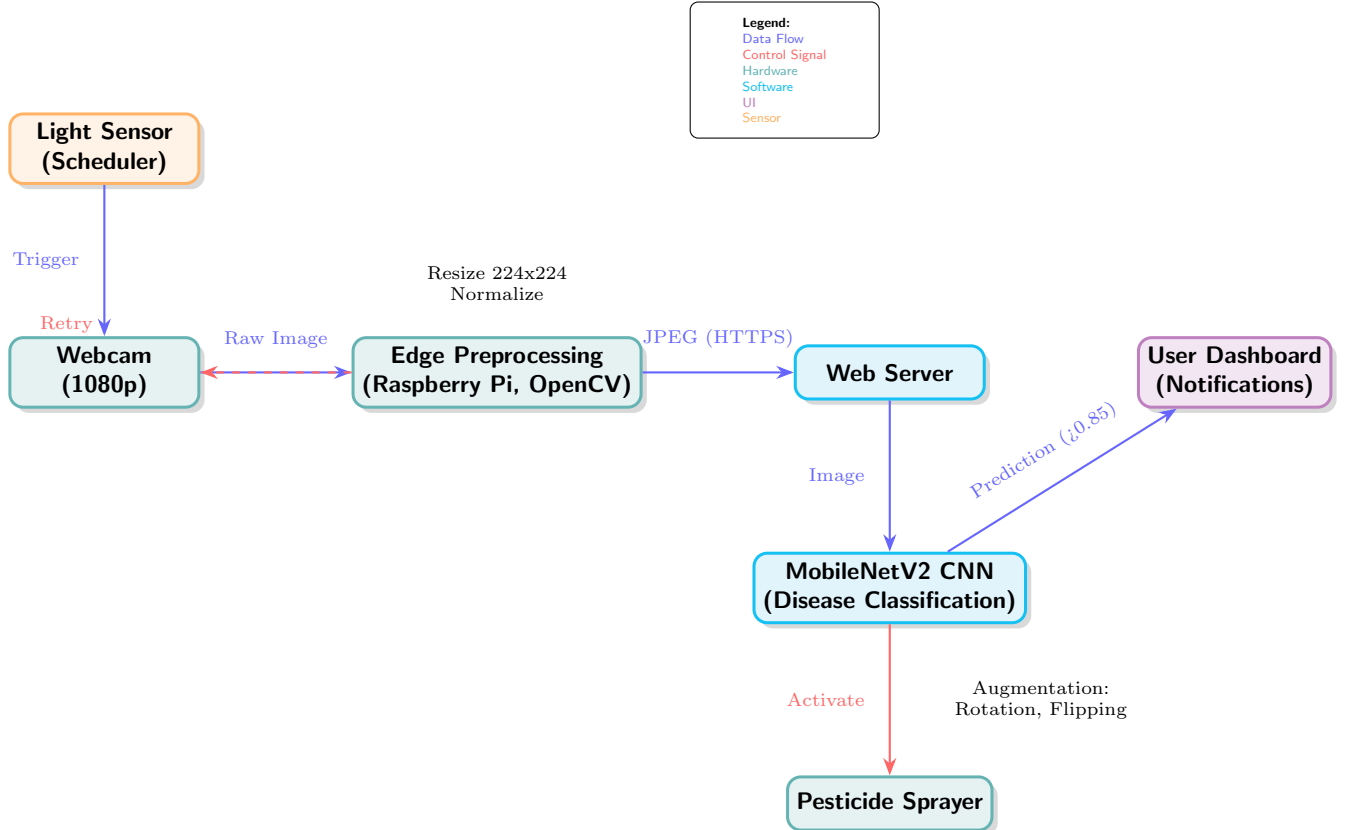 Legend:
Data Flow
Control Signal
Hardware
Software
UI
Sensor
Light Sensor
(Scheduler)
Trigger
Resize 224x224
Normalize
Retry
Raw Image
JPEG (HTTPS)
Webcam
(1080p)
Edge Preprocessing
(Raspberry Pi, OpenCV)
Web Server
User Dashboard
(Notifications)
Image
Prediction (¿0.85)
MobileNetV2 CNN
(Disease Classification)
Activate
Augmentation:
Rotation, Flipping
Pesticide Sprayer